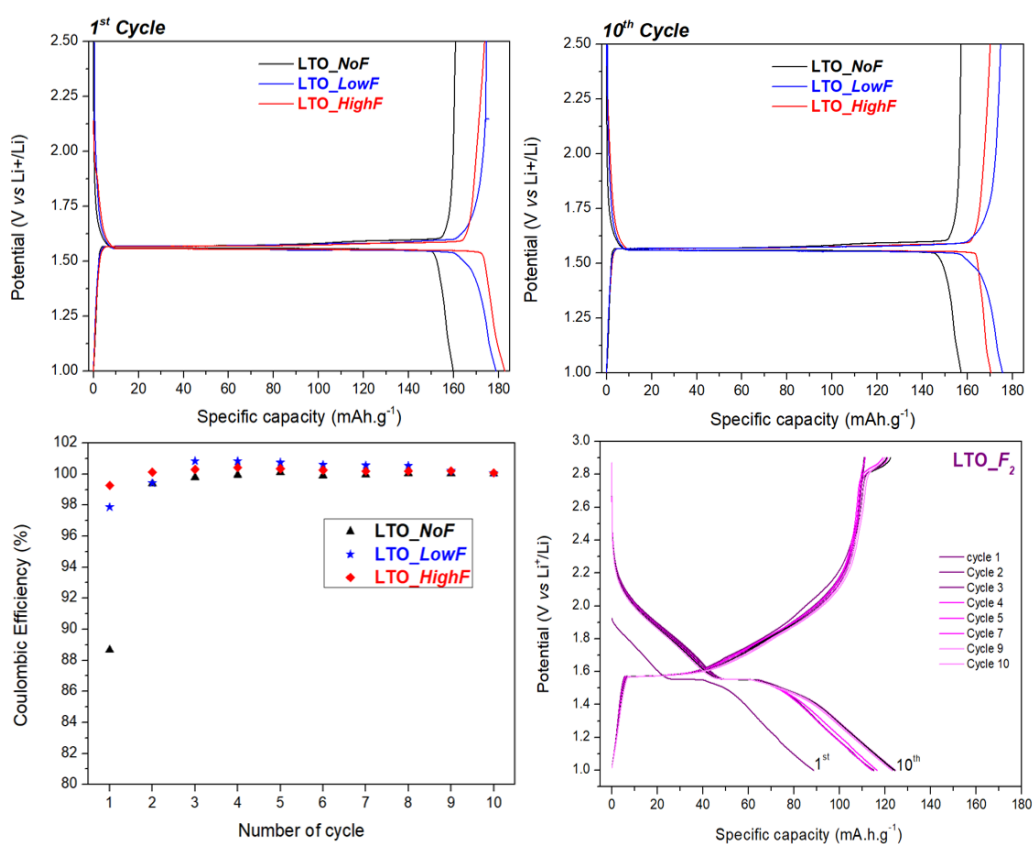 1st Cycle
2.50
2.25
2.00
1.75
1.50
1.25
1.00
Potential (V vs Li+/Li)
LTO_NoF
LTO_LowF
LTO_HighF
0 20 40 60 80 100 120 140 160 180
Specific capacity (mAh.g-1)
10th Cycle
2.50
2.25
2.00
1.75
1.50
1.25
1.00
Potential (V vs Li+/Li)
LTO_NoF
LTO_LowF
LTO_HighF
0 20 40 60 80 100 120 140 160 180
Specific capacity (mAh.g-1)
102
100
98
96
94
92
90
88
86
84
82
80
Coulombic Efficiency (%)
LTO_NoF
LTO_LowF
LTO_HighF
1 2 3 4 5 6 7 8 9 10
Number of cycle
3.0
2.8
2.6
2.4
2.2
2.0
1.8
1.6
1.4
1.2
1.0
Potential (V vs Li+/Li)
LTO_F2
cycle 1
Cycle 2
Cycle 3
Cycle 4
Cycle 5
Cycle 7
Cycle 9
Cycle 10
1st
10th
0 20 40 60 80 100 120 140 160 180
Specific capacity (mA.h.g-1)